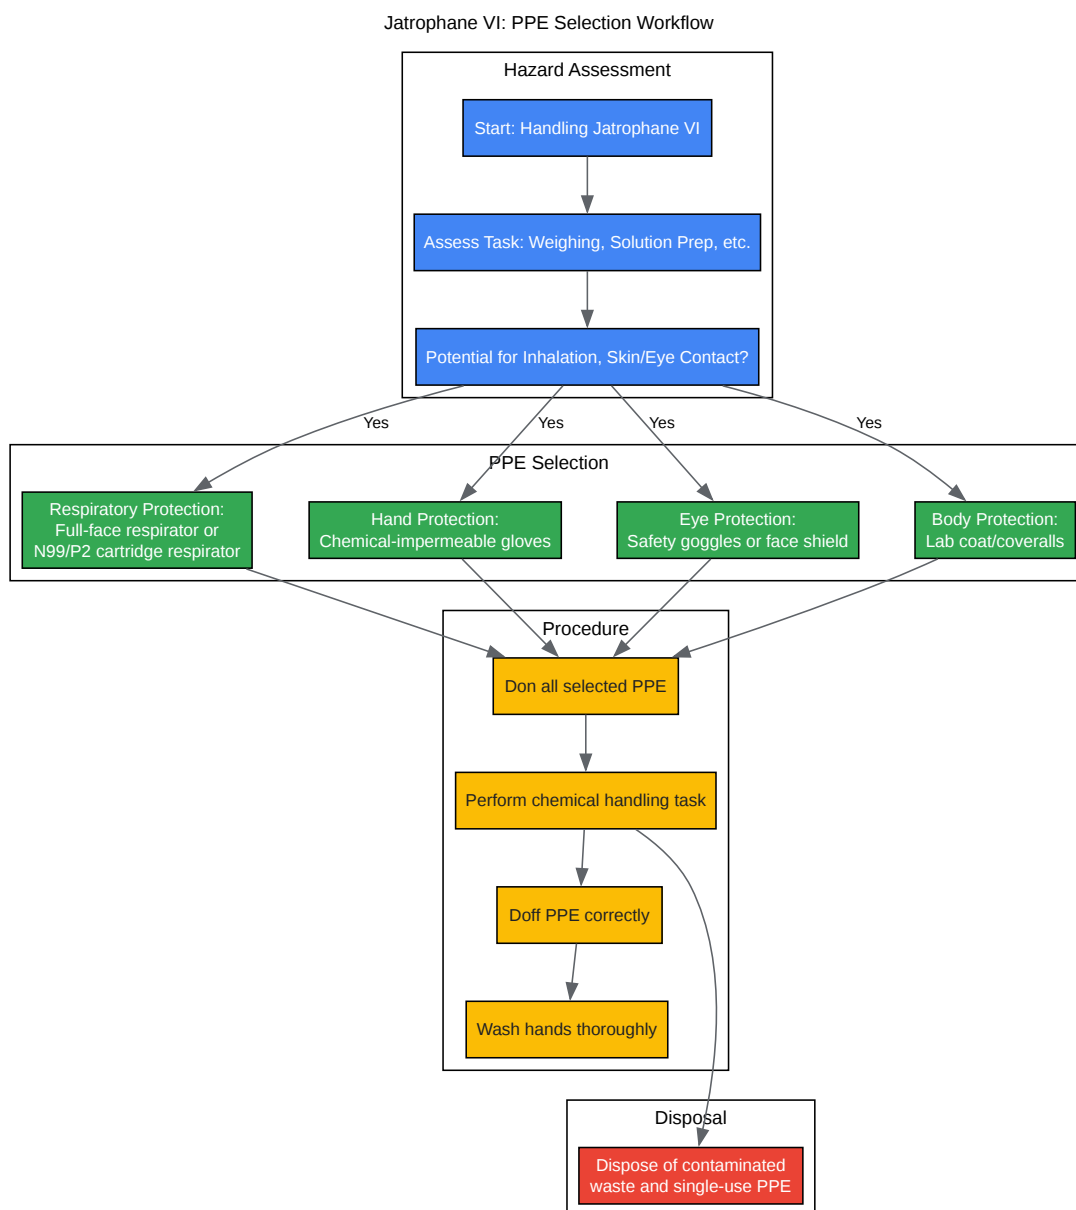 Jatrophane VI: PPE Selection Workflow
Hazard Assessment
Start: Handling Jatrophane VI
Assess Task: Weighing, Solution Prep, etc.
Potential for Inhalation, Skin/Eye Contact?
Yes
Yes
Yes
Yes
PPE Selection
Respiratory Protection:
Full-face respirator or
N99/P2 cartridge respirator
Hand Protection:
Chemical-impermeable gloves
Eye Protection:
Safety goggles or face shield
Body Protection:
Lab coat/coveralls
Procedure
Don all selected PPE
Perform chemical handling task
Doff PPE correctly
Wash hands thoroughly
Disposal
Dispose of contaminated
waste and single-use PPE